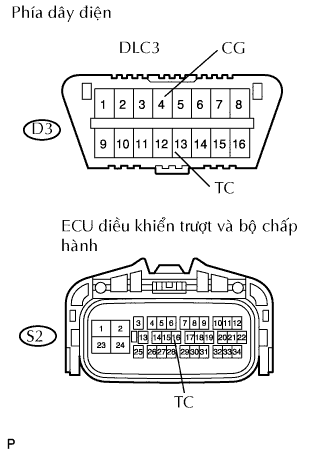 Phía dây điện
DLC3
CG
1 2 3 4 5 6 7 8
D3
9 10 11 12 13 14 15 16
TC
ECU điều khiển trượt và bộ chấp
hành
1 2 3 4 5 6 7 8 9 10 11 12
S2
13 14 15 16 17 18 19 20 21 22
23 24 25 26 27 28 29 30 31 32 33 34
TC
P